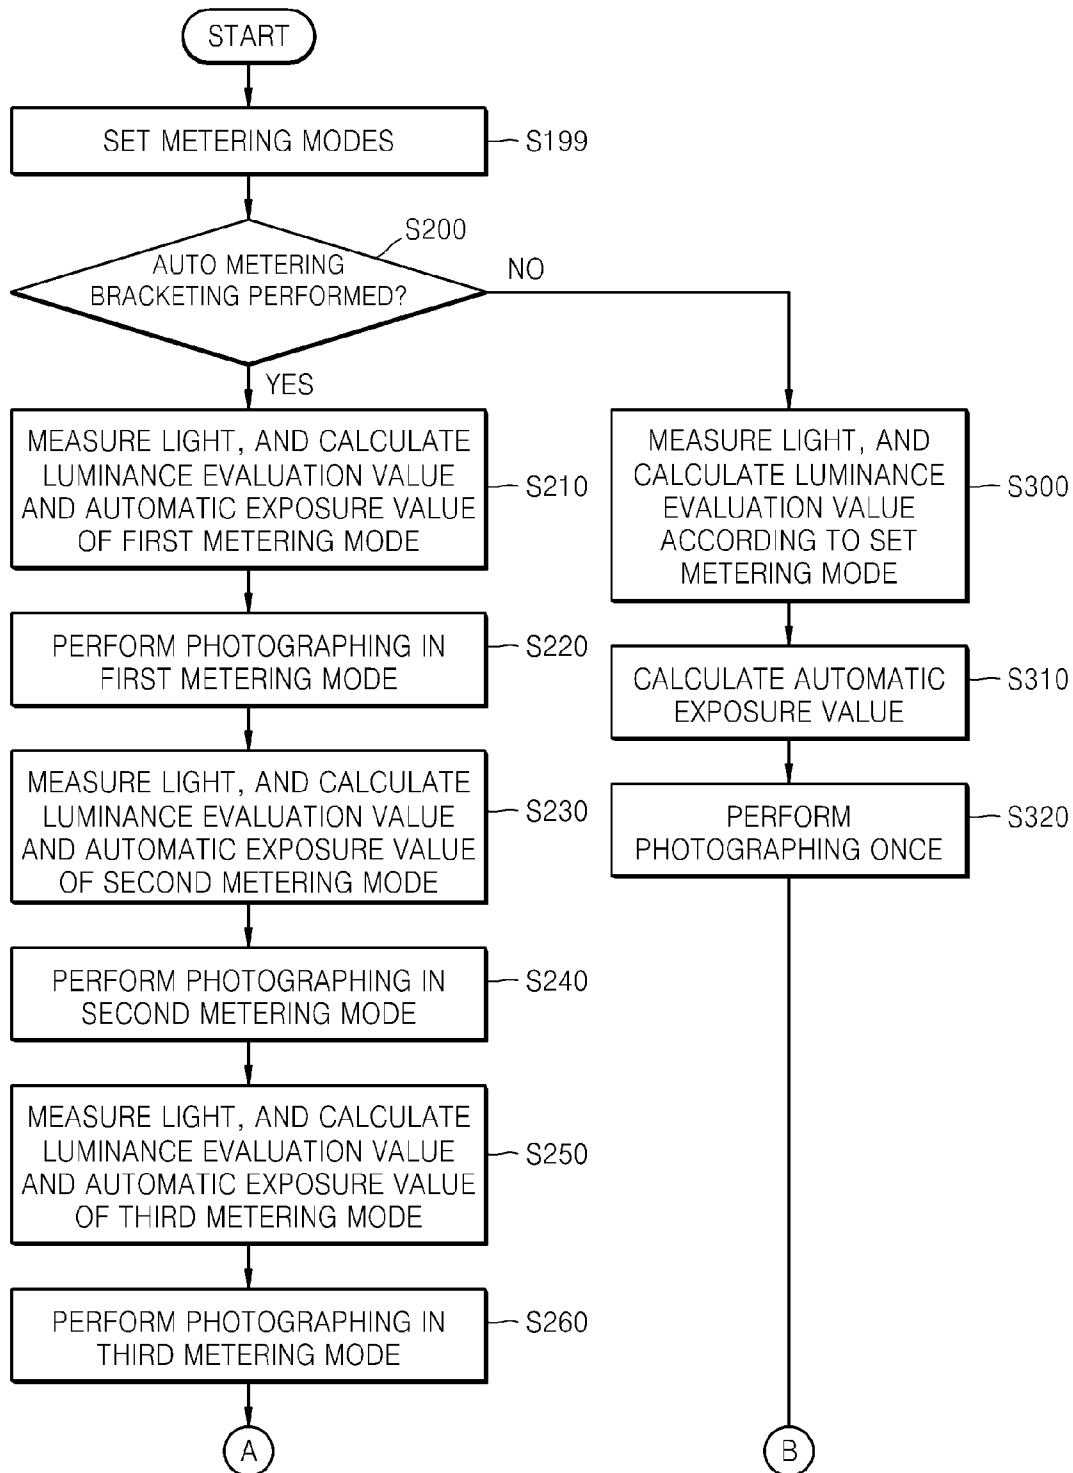 START
SET METERING MODES
S199
S200
AUTO METERING
BRACKETING PERFORMED?
NO
YES
MEASURE LIGHT, AND CALCULATE
LUMINANCE EVALUATION VALUE
AND AUTOMATIC EXPOSURE VALUE
OF FIRST METERING MODE
S210
PERFORM PHOTOGRAPHING IN
FIRST METERING MODE
S220
MEASURE LIGHT, AND CALCULATE
LUMINANCE EVALUATION VALUE
AND AUTOMATIC EXPOSURE VALUE
OF SECOND METERING MODE
S230
PERFORM PHOTOGRAPHING IN
SECOND METERING MODE
S240
MEASURE LIGHT, AND CALCULATE
LUMINANCE EVALUATION VALUE
AND AUTOMATIC EXPOSURE VALUE
OF THIRD METERING MODE
S250
PERFORM PHOTOGRAPHING IN
THIRD METERING MODE
S260
A
MEASURE LIGHT, AND
CALCULATE LUMINANCE
EVALUATION VALUE
ACCORDING TO SET
METERING MODE
S300
CALCULATE AUTOMATIC
EXPOSURE VALUE
S310
PERFORM
PHOTOGRAPHING ONCE
S320
B